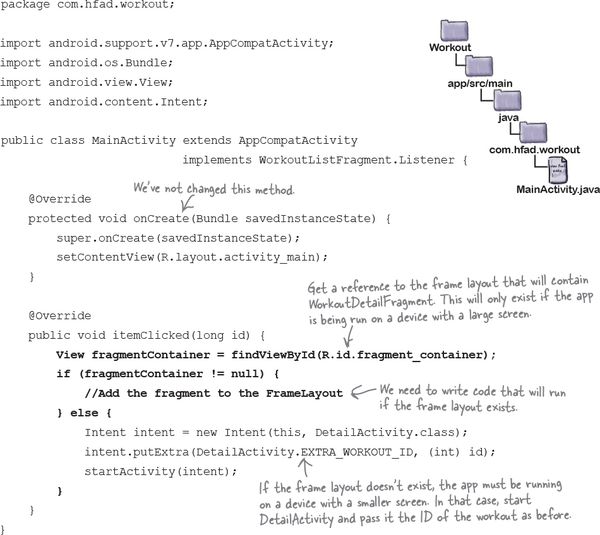 package com.hfad.workout;
import android.support.v7.app.AppCompatActivity;
import android.os.Bundle;
import android.view.View;
import android.content.Intent;
Workout
app/src/main
java
com.hfad.workout
MainActivity.java
public class MainActivity extends AppCompatActivity
implements WorkoutListFragment.Listener {
We've not changed this method.
@Override
protected void onCreate(Bundle savedInstanceState) {
super.onCreate(savedInstanceState);
setContentView(R.layout.activity_main);
}
Get a reference to the frame layout that will contain
WorkoutDetailFragment. This will only exist if the app
is being run on a device with a large screen.
@Override
public void itemClicked(long id) {
View fragmentContainer = findViewById(R.id.fragment_container);
if (fragmentContainer != null) {
//Add the fragment to the FrameLayout
We need to write code that will run
if the frame layout exists.
} else {
Intent intent = new Intent(this, DetailActivity.class);
intent.putExtra(DetailActivity.EXTRA_WORKOUT_ID, (int) id);
startActivity(intent);
}
If the frame layout doesn't exist, the app must be running
on a device with a smaller screen. In that case, start
DetailActivity and pass it the ID of the workout as before.
}
}